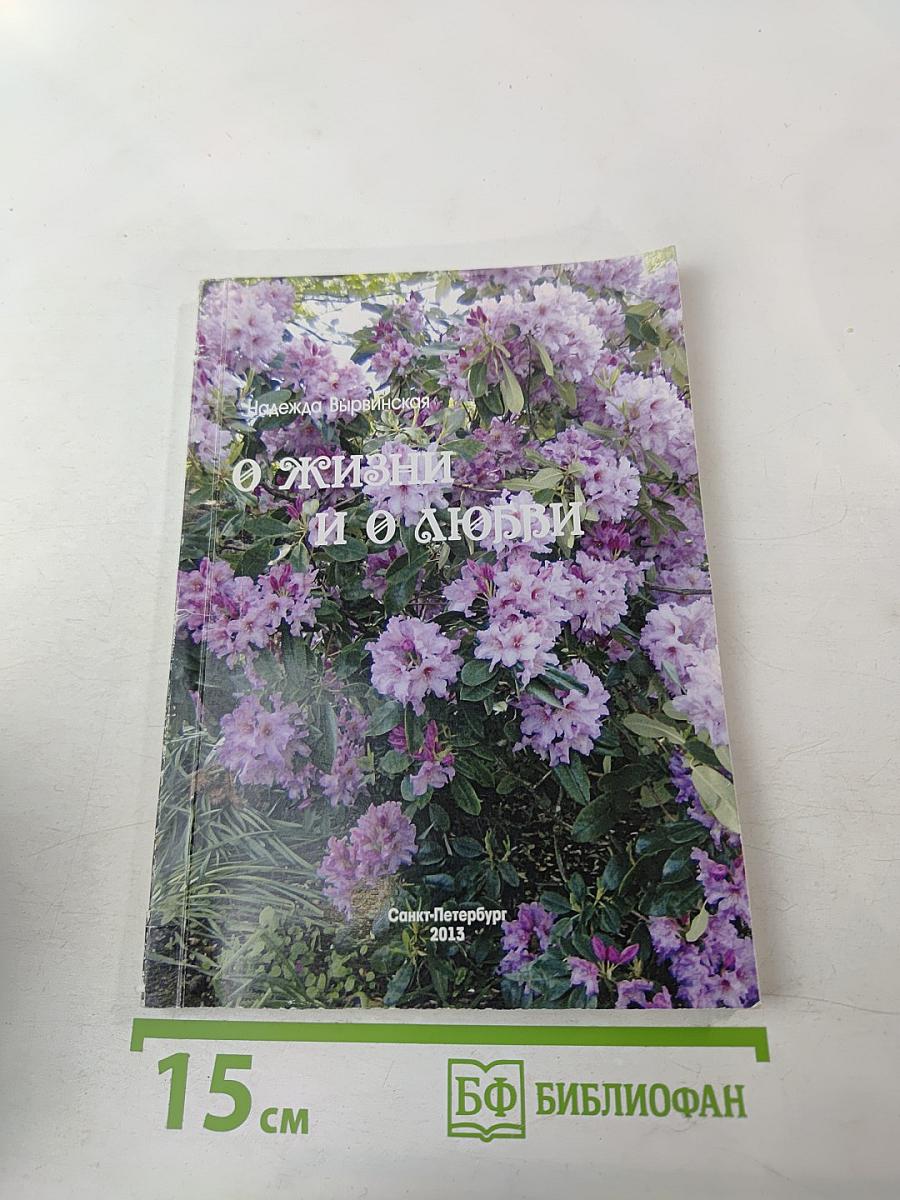 Надежда Вырвинская
О ЖИЗНИ
И О ЛЮБВИ
Санкт-Петербург
2013
15 см
БФ БИБЛИОФАН